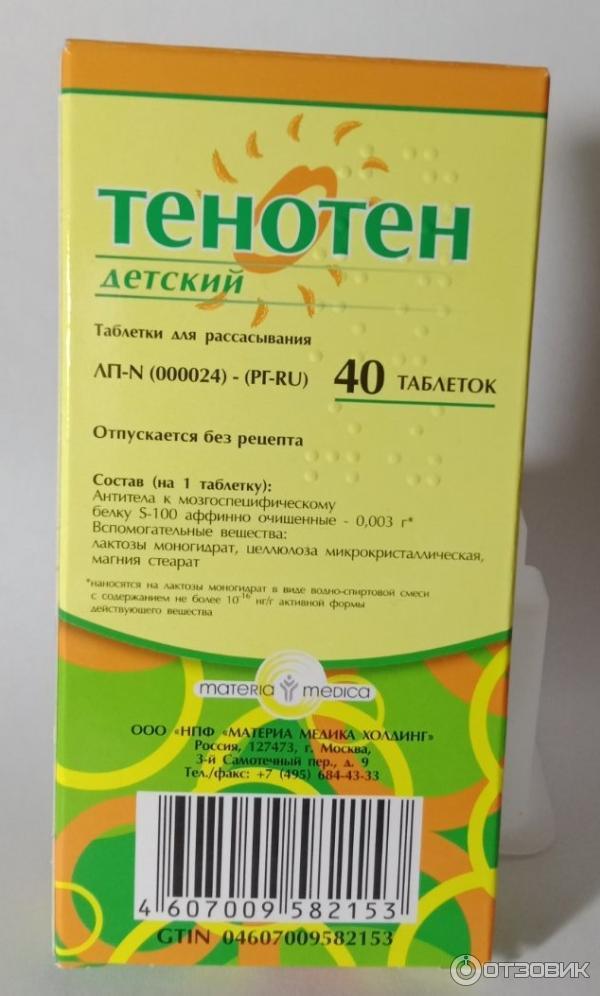 ТЕНОТЕН
детский
Таблетки для рассасывания
ЛП-N (000024) - (РГ-RU) 40 ТАБЛЕТОК
Отпускается без рецепта
Состав (на 1 таблетку):
Антитела к мозгоспецифическому
белку S-100 аффинно очищенные - 0,003 г*
Вспомогательные вещества:
лактозы моногидрат, целлюлоза микрокристаллическая,
магния стеарат
*наносятся на лактозы моногидрат в виде водно-спиртовой смеси
с содержанием не более 10⁻¹⁶ нг/г активной формы
действующего вещества
materia medica
ООО «НПФ «МАТЕРИА МЕДИКА ХОЛДИНГ»
Россия, 127473, г. Москва,
3-й Самотечный пер., д. 9
Тел./факс: +7 (495) 684-43-33
4 607009 582153
GTIN 04607009582153
ОТЗОВИК